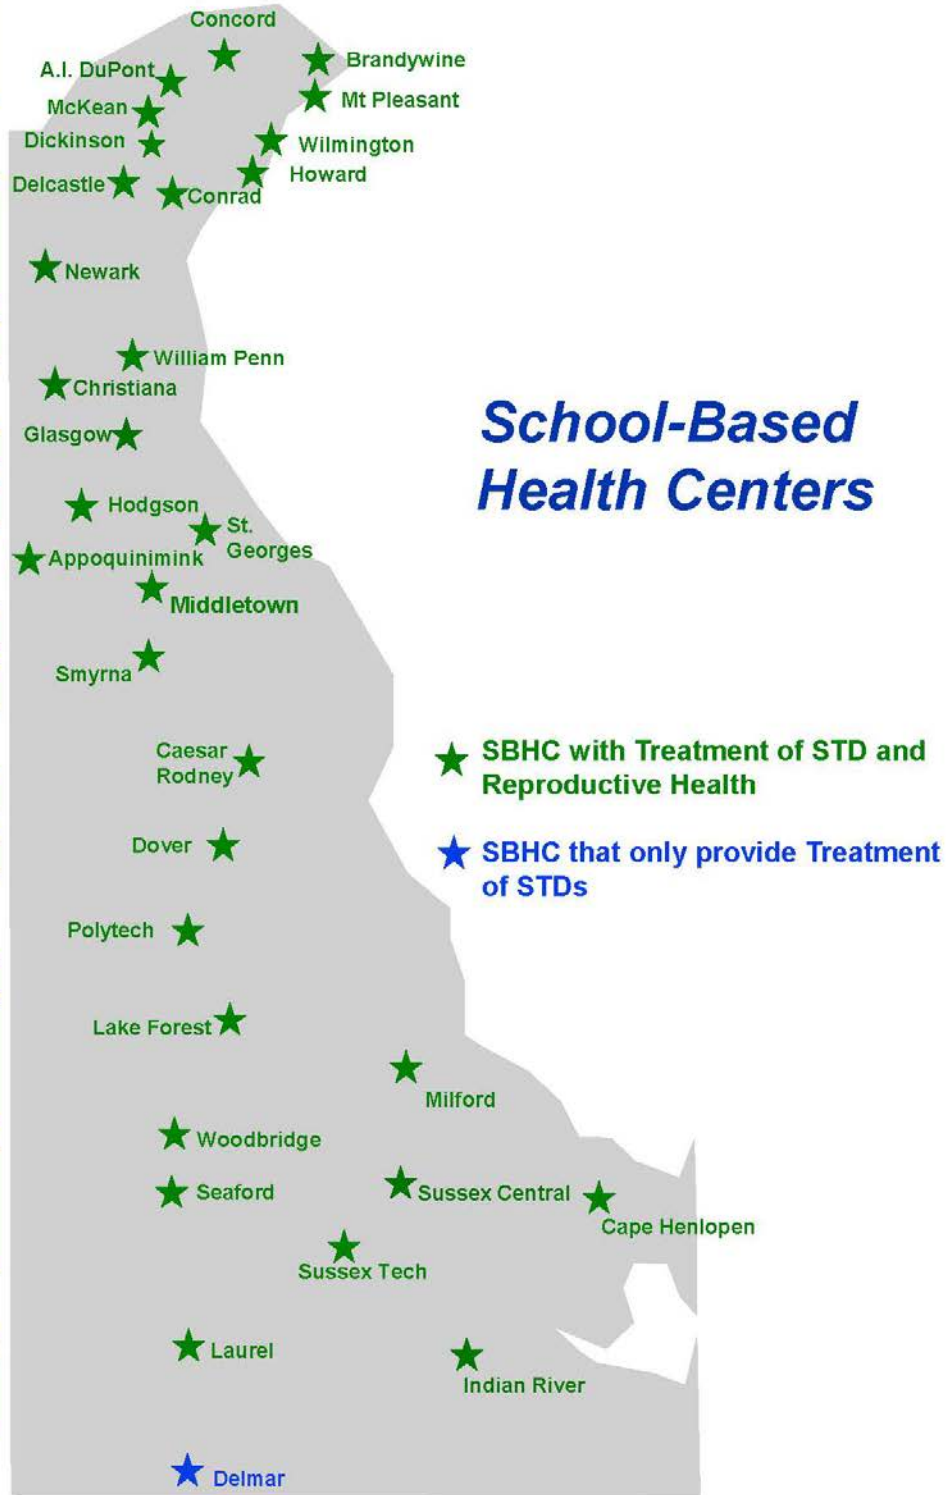 Concord
Brandywine
A.I. DuPont
Mt Pleasant
McKean
Dickinson
Wilmington
Howard
Delcastle
Conrad
Newark
William Penn
Christiana
School-Based
Health Centers
Glasgow
Hodgson
St.
Georges
Appoquinimink
Middletown
Smyrna
Caesar
Rodney
SBHC with Treatment of STD and
Reproductive Health
Dover
SBHC that only provide Treatment
of STDs
Polytech
Lake Forest
Milford
Woodbridge
Seaford
Sussex Central
Cape Henlopen
Sussex Tech
Laurel
Indian River
Delmar